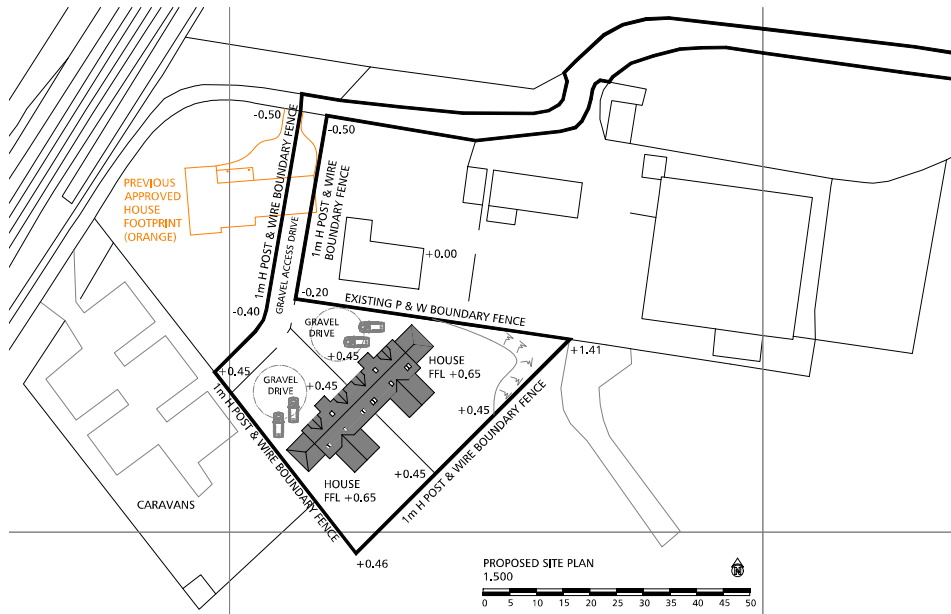 -0.50
-0.50
1m H POST & WIRE BOUNDARY FENCE
1m H POST & WIRE
BOUNDARY FENCE
PREVIOUS
APPROVED
HOUSE
FOOTPRINT
(ORANGE)
GRAVEL ACCESS DRIVE
+0.00
-0.20
EXISTING P & W BOUNDARY FENCE
-0.40
GRAVEL
DRIVE
+1.41
+0.45
HOUSE
FFL +0.65
+0.45
GRAVEL
DRIVE
+0.45
+0.45
1m H POST & WIRE BOUNDARY FENCE
+0.45
1m H POST & WIRE BOUNDARY FENCE
HOUSE
FFL +0.65
CARAVANS
+0.46
PROPOSED SITE PLAN
1.500
N
0 5 10 15 20 25 30 35 40 45 50